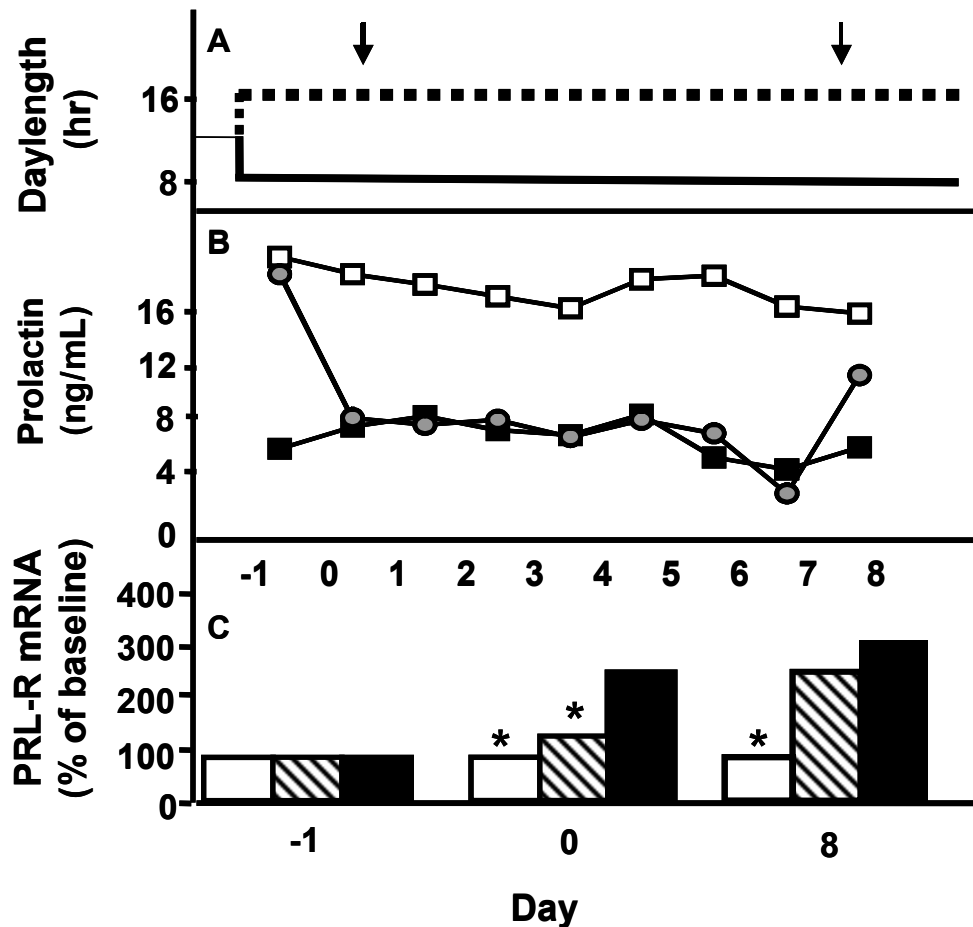 A
Daylength
(hr)
16
8
B
Prolactin
(ng/mL)
16
12
8
4
0
-1 0 1 2 3 4 5 6 7 8
C
PRL-R mRNA
(% of baseline)
400
300
200
100
0
* * *
-1 0 8
Day